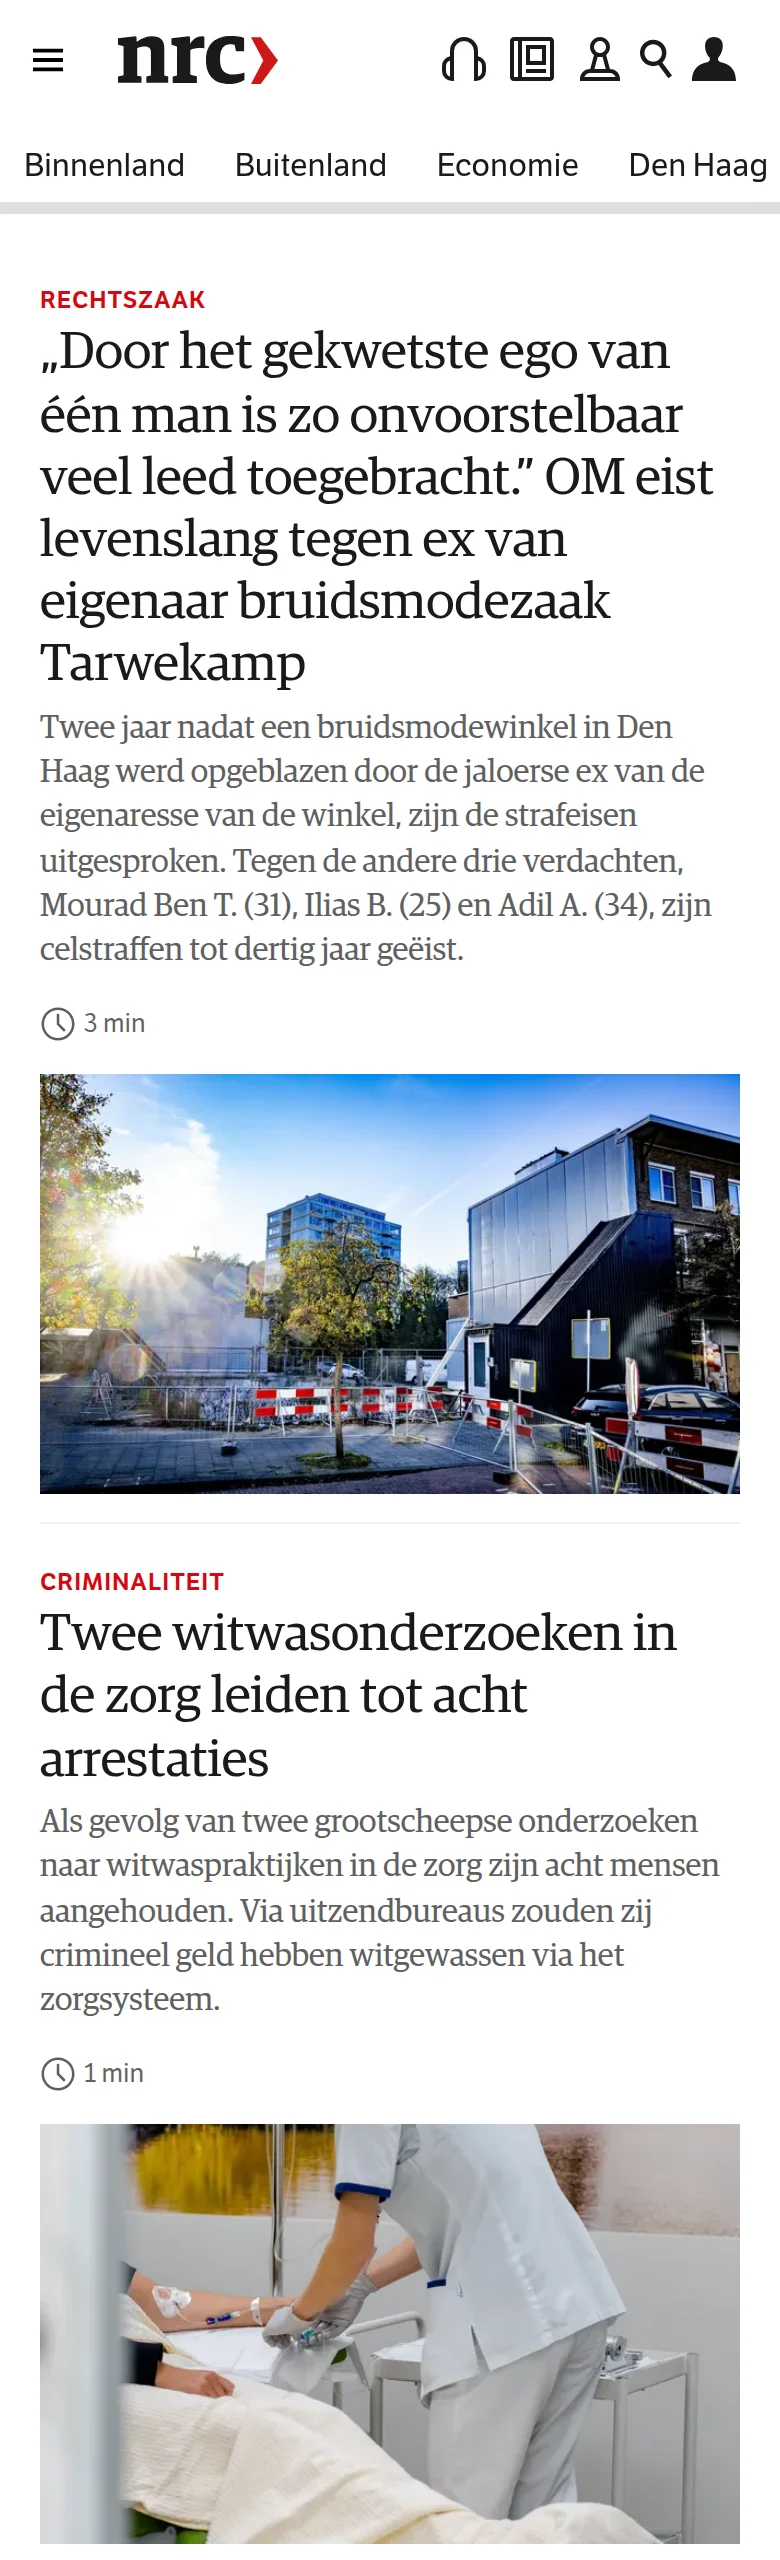 nrc
Binnenland Buitenland Economie Den Haag
RECHTSZAAK
„Door het gekwetste ego van
één man is zo onvoorstelbaar
veel leed toegebracht.” OM eist
levenslang tegen ex van
eigenaar bruidsmodezaak
Tarwekamp
Twee jaar nadat een bruidsmodewinkel in Den
Haag werd opgeblazen door de jaloerse ex van de
eigenaresse van de winkel, zijn de strafeisen
uitgesproken. Tegen de andere drie verdachten,
Mourad Ben T. (31), Ilias B. (25) en Adil A. (34), zijn
celstraffen tot dertig jaar geëist.
3 min
CRIMINALITEIT
Twee witwasonderzoeken in
de zorg leiden tot acht
arrestaties
Als gevolg van twee grootscheepse onderzoeken
naar witwaspraktijken in de zorg zijn acht mensen
aangehouden. Via uitzendbureaus zouden zij
crimineel geld hebben witgewassen via het
zorgsysteem.
1 min